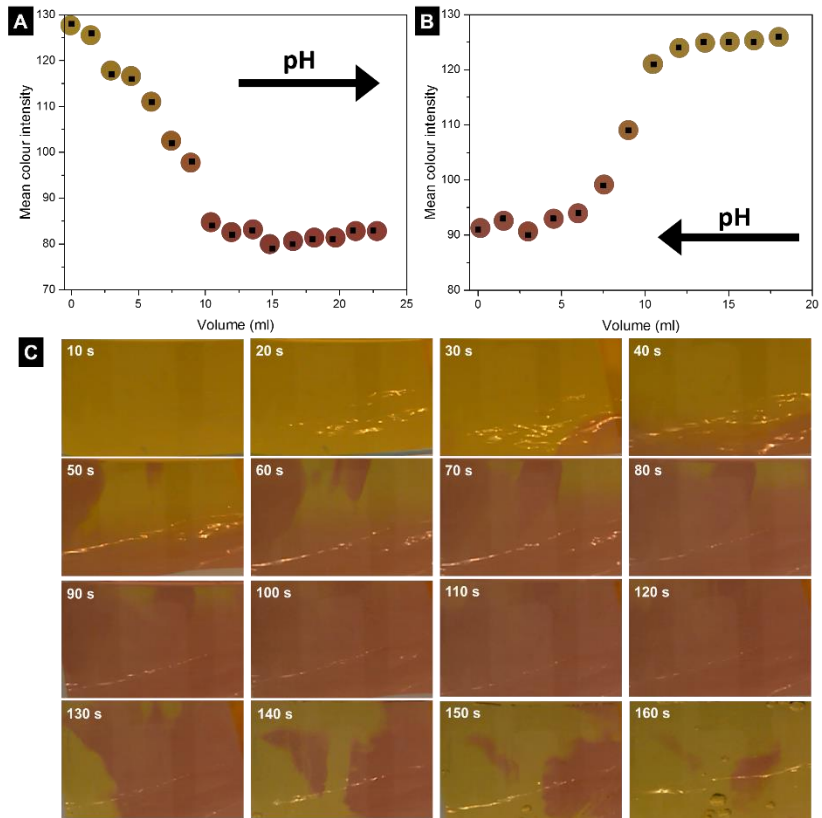 A
B
130
120
110
100
90
80
70
Mean colour intensity
pH
0
5
10
15
20
25
Volume (ml)
130
120
110
100
90
80
Mean colour intensity
pH
0
5
10
15
20
Volume (ml)
C
10 s
20 s
30 s
40 s
50 s
60 s
70 s
80 s
90 s
100 s
110 s
120 s
130 s
140 s
150 s
160 s